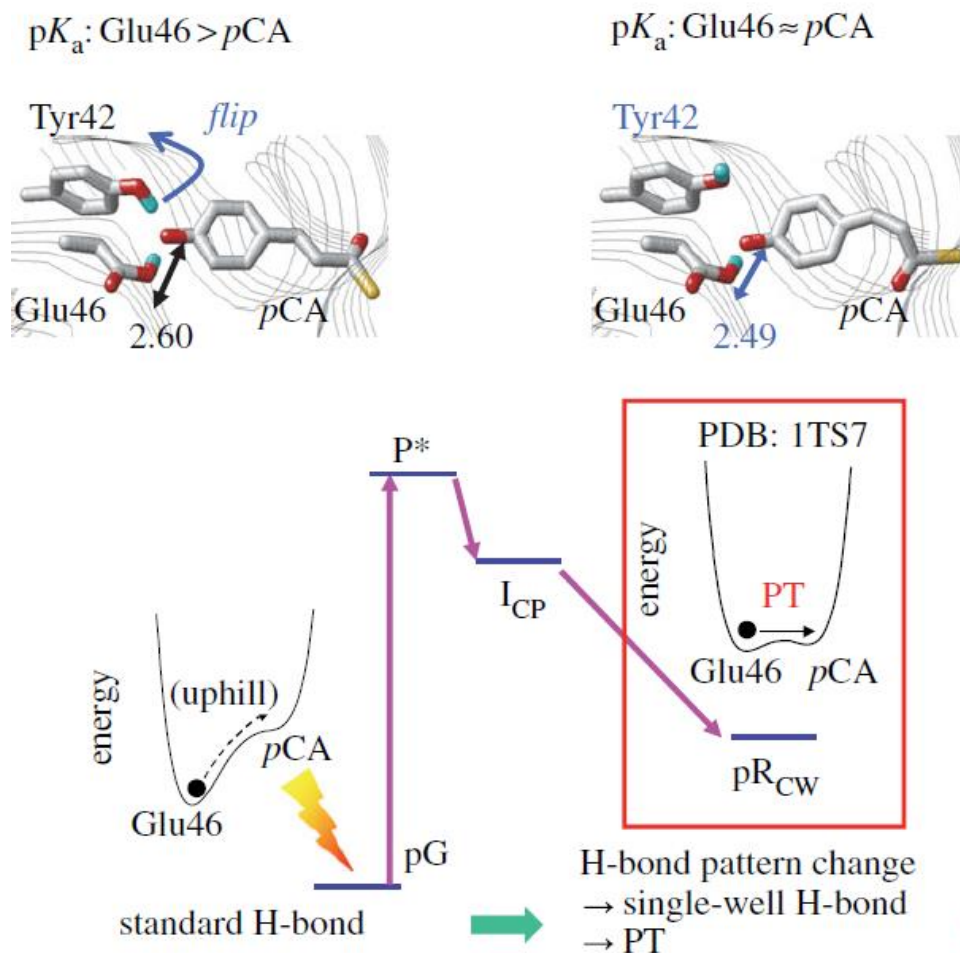 pKa: Glu46 > pCA
Tyr42
flip
Glu46
2.60
pCA
pKa: Glu46 ≈ pCA
Tyr42
Glu46
2.49
pCA
P*
ICP
PDB: 1TS7
energy
PT
Glu46 pCA
pRCW
energy
(uphill)
pCA
Glu46
pG
standard H-bond
H-bond pattern change
→ single-well H-bond
→ PT